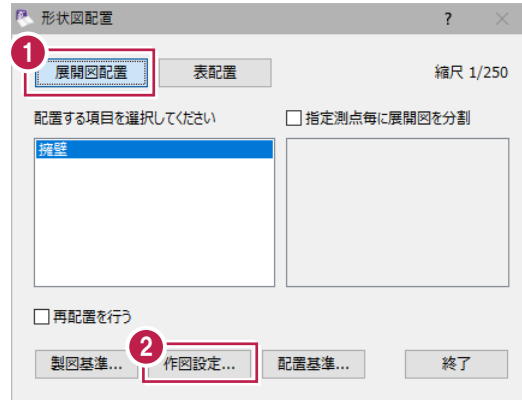 形状図配置 ?
1
展開図配置 表配置 縮尺 1/250
配置する項目を選択してください 指定測点毎に展開図を分割
擁壁
再配置を行う
2
製図基準... 作図設定... 配置基準... 終了